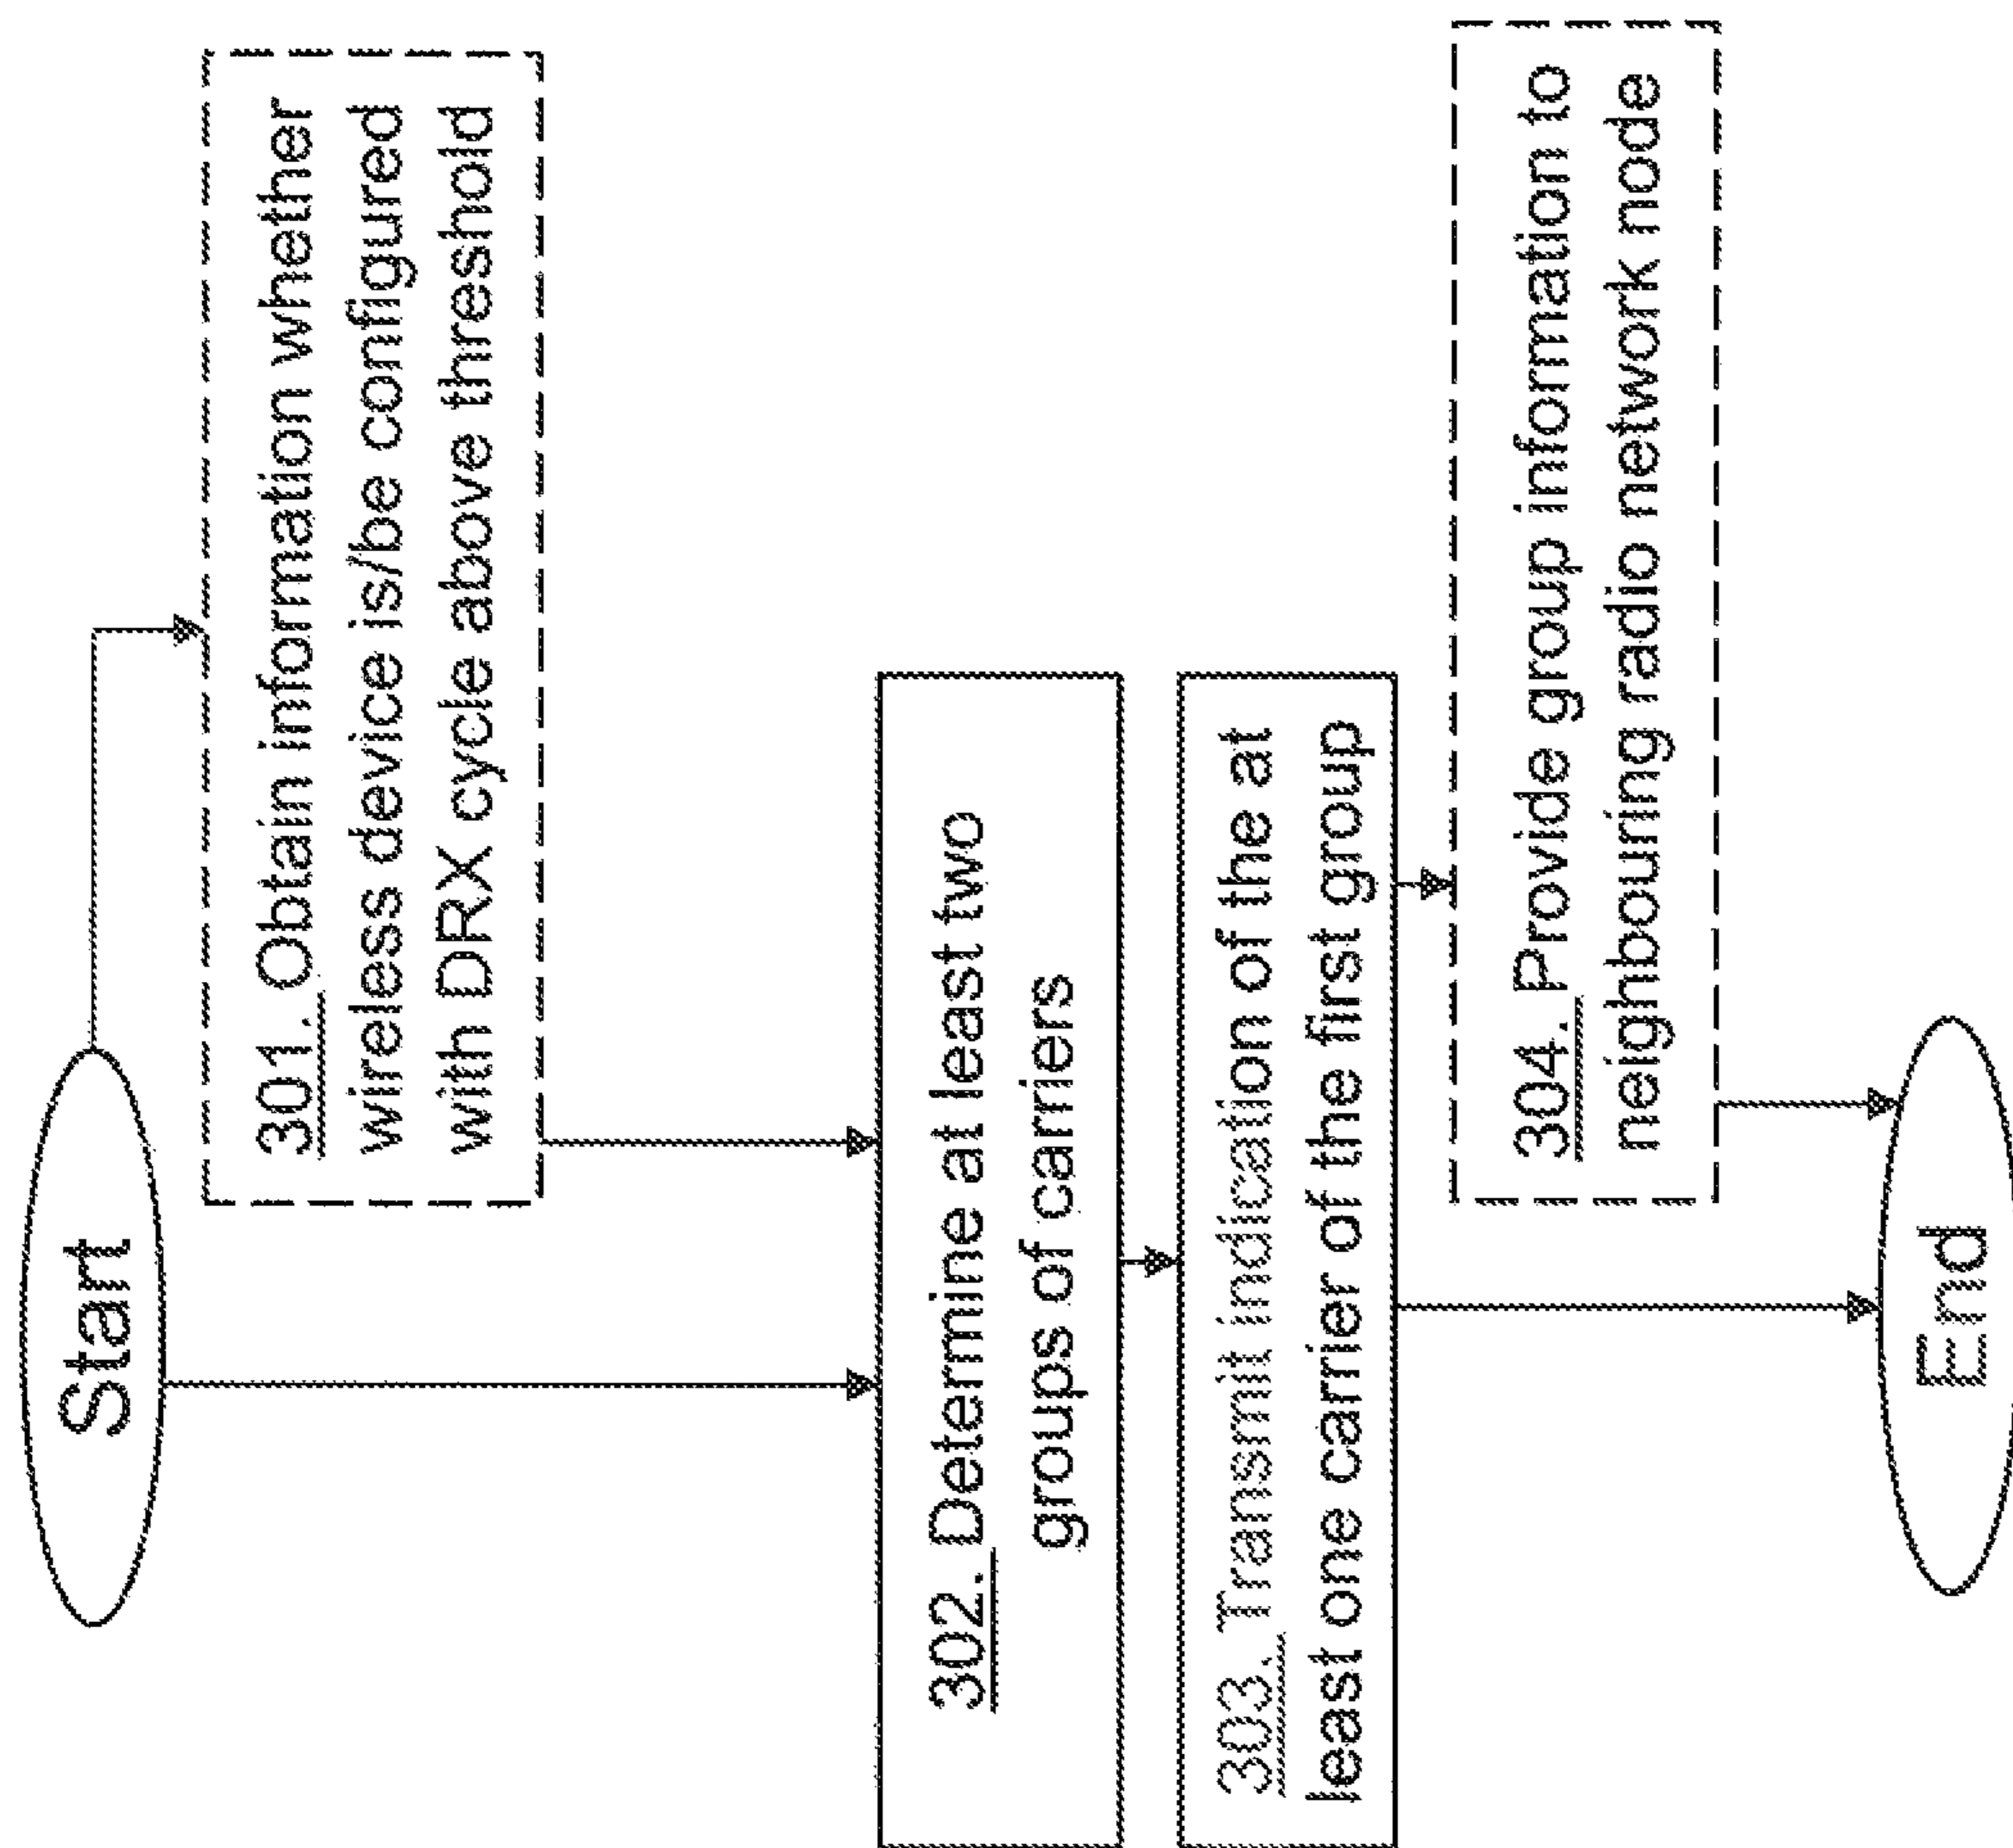 Start
301. Obtain information whether
wireless device is/be configured
with DRX cycle above threshold
302. Determine at least two
groups of carriers
303. Transmit indication of the at
least one carrier of the first group
304. Provide group information to
neighbouring radio network node
End